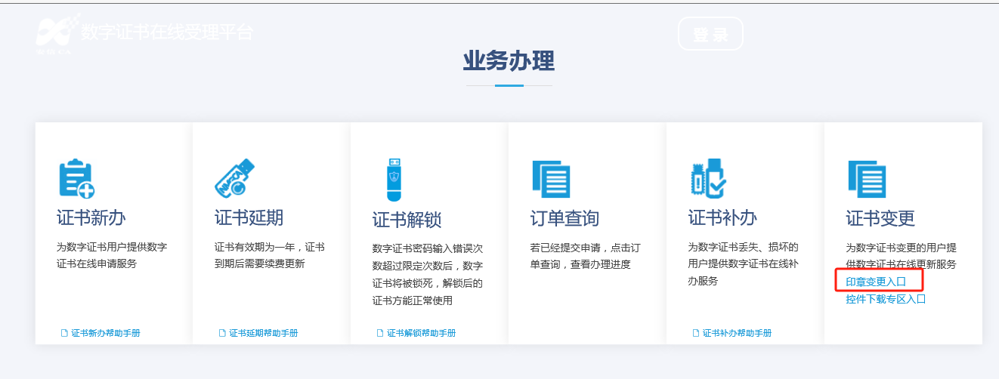 数字证书在线受理平台
登 录
业务办理
证书新办
为数字证书用户提供数字
证书在线申请服务
证书新办帮助手册
证书延期
证书有效期为一年，证书
到期后需要续费更新
证书延期帮助手册
证书解锁
数字证书密码输入错误次
数超过限定次数后，数字
证书将被锁死，解锁后的
证书方能正常使用
证书解锁帮助手册
订单查询
若已经提交申请，点击订
单查询，查看办理进度
证书补办
为数字证书丢失、损坏的
用户提供数字证书在线补
办服务
证书补办帮助手册
证书变更
为数字证书变更的用户提
供数字证书在线更新服务
印章变更入口
控件下载专区入口